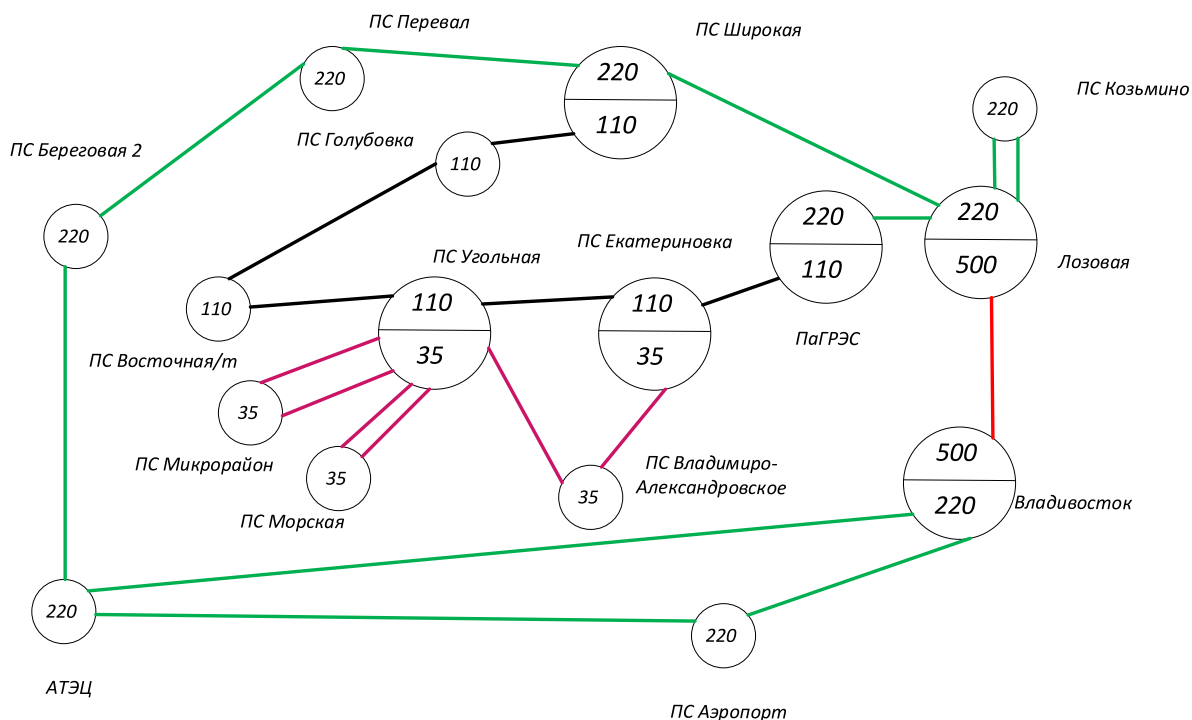 ПС Перевал
ПС Широкая
220
220
110
ПС Козьмино
220
ПС Голубовка
110
ПС Береговая 2
220
220
110
ПС Екатериновка
220
500
Лозовая
ПС Угольная
110
110
35
110
35
ПаГРЭС
ПС Восточная/т
35
ПС Микрорайон
35
ПС Морская
35
ПС Владимиро-
Александровское
500
220
Владивосток
220
АТЭЦ
220
ПС Аэропорт